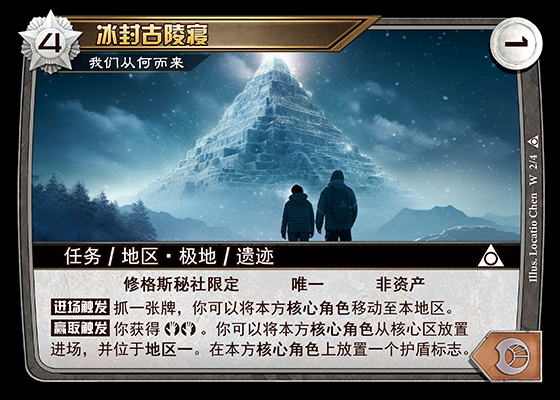 4
冰封古陵寝
我们从何而来
1
任务 / 地区 · 极地 / 遗迹
修格斯秘社限定 唯一 非资产
进场触发 抓一张牌，你可以将本方核心角色移动至本地区。
赢取触发 你获得 。你可以将本方核心角色从核心区放置
进场，并位于地区一。在本方核心角色上放置一个护盾标志。
Illus. Locatio Chen W 2/4